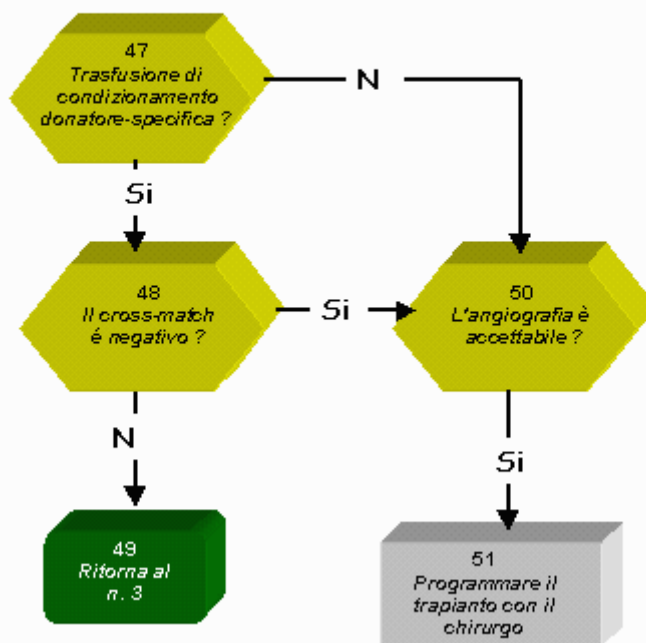 47
Trasfusione di
condizionamento
donatore-specifica ?
N
Si
48
Il cross-match
é negativo ?
Si
50
L'angiografia è
accettabile ?
N
Si
49
Ritorna al
n. 3
51
Programmare il
trapianto con il
chirurgo